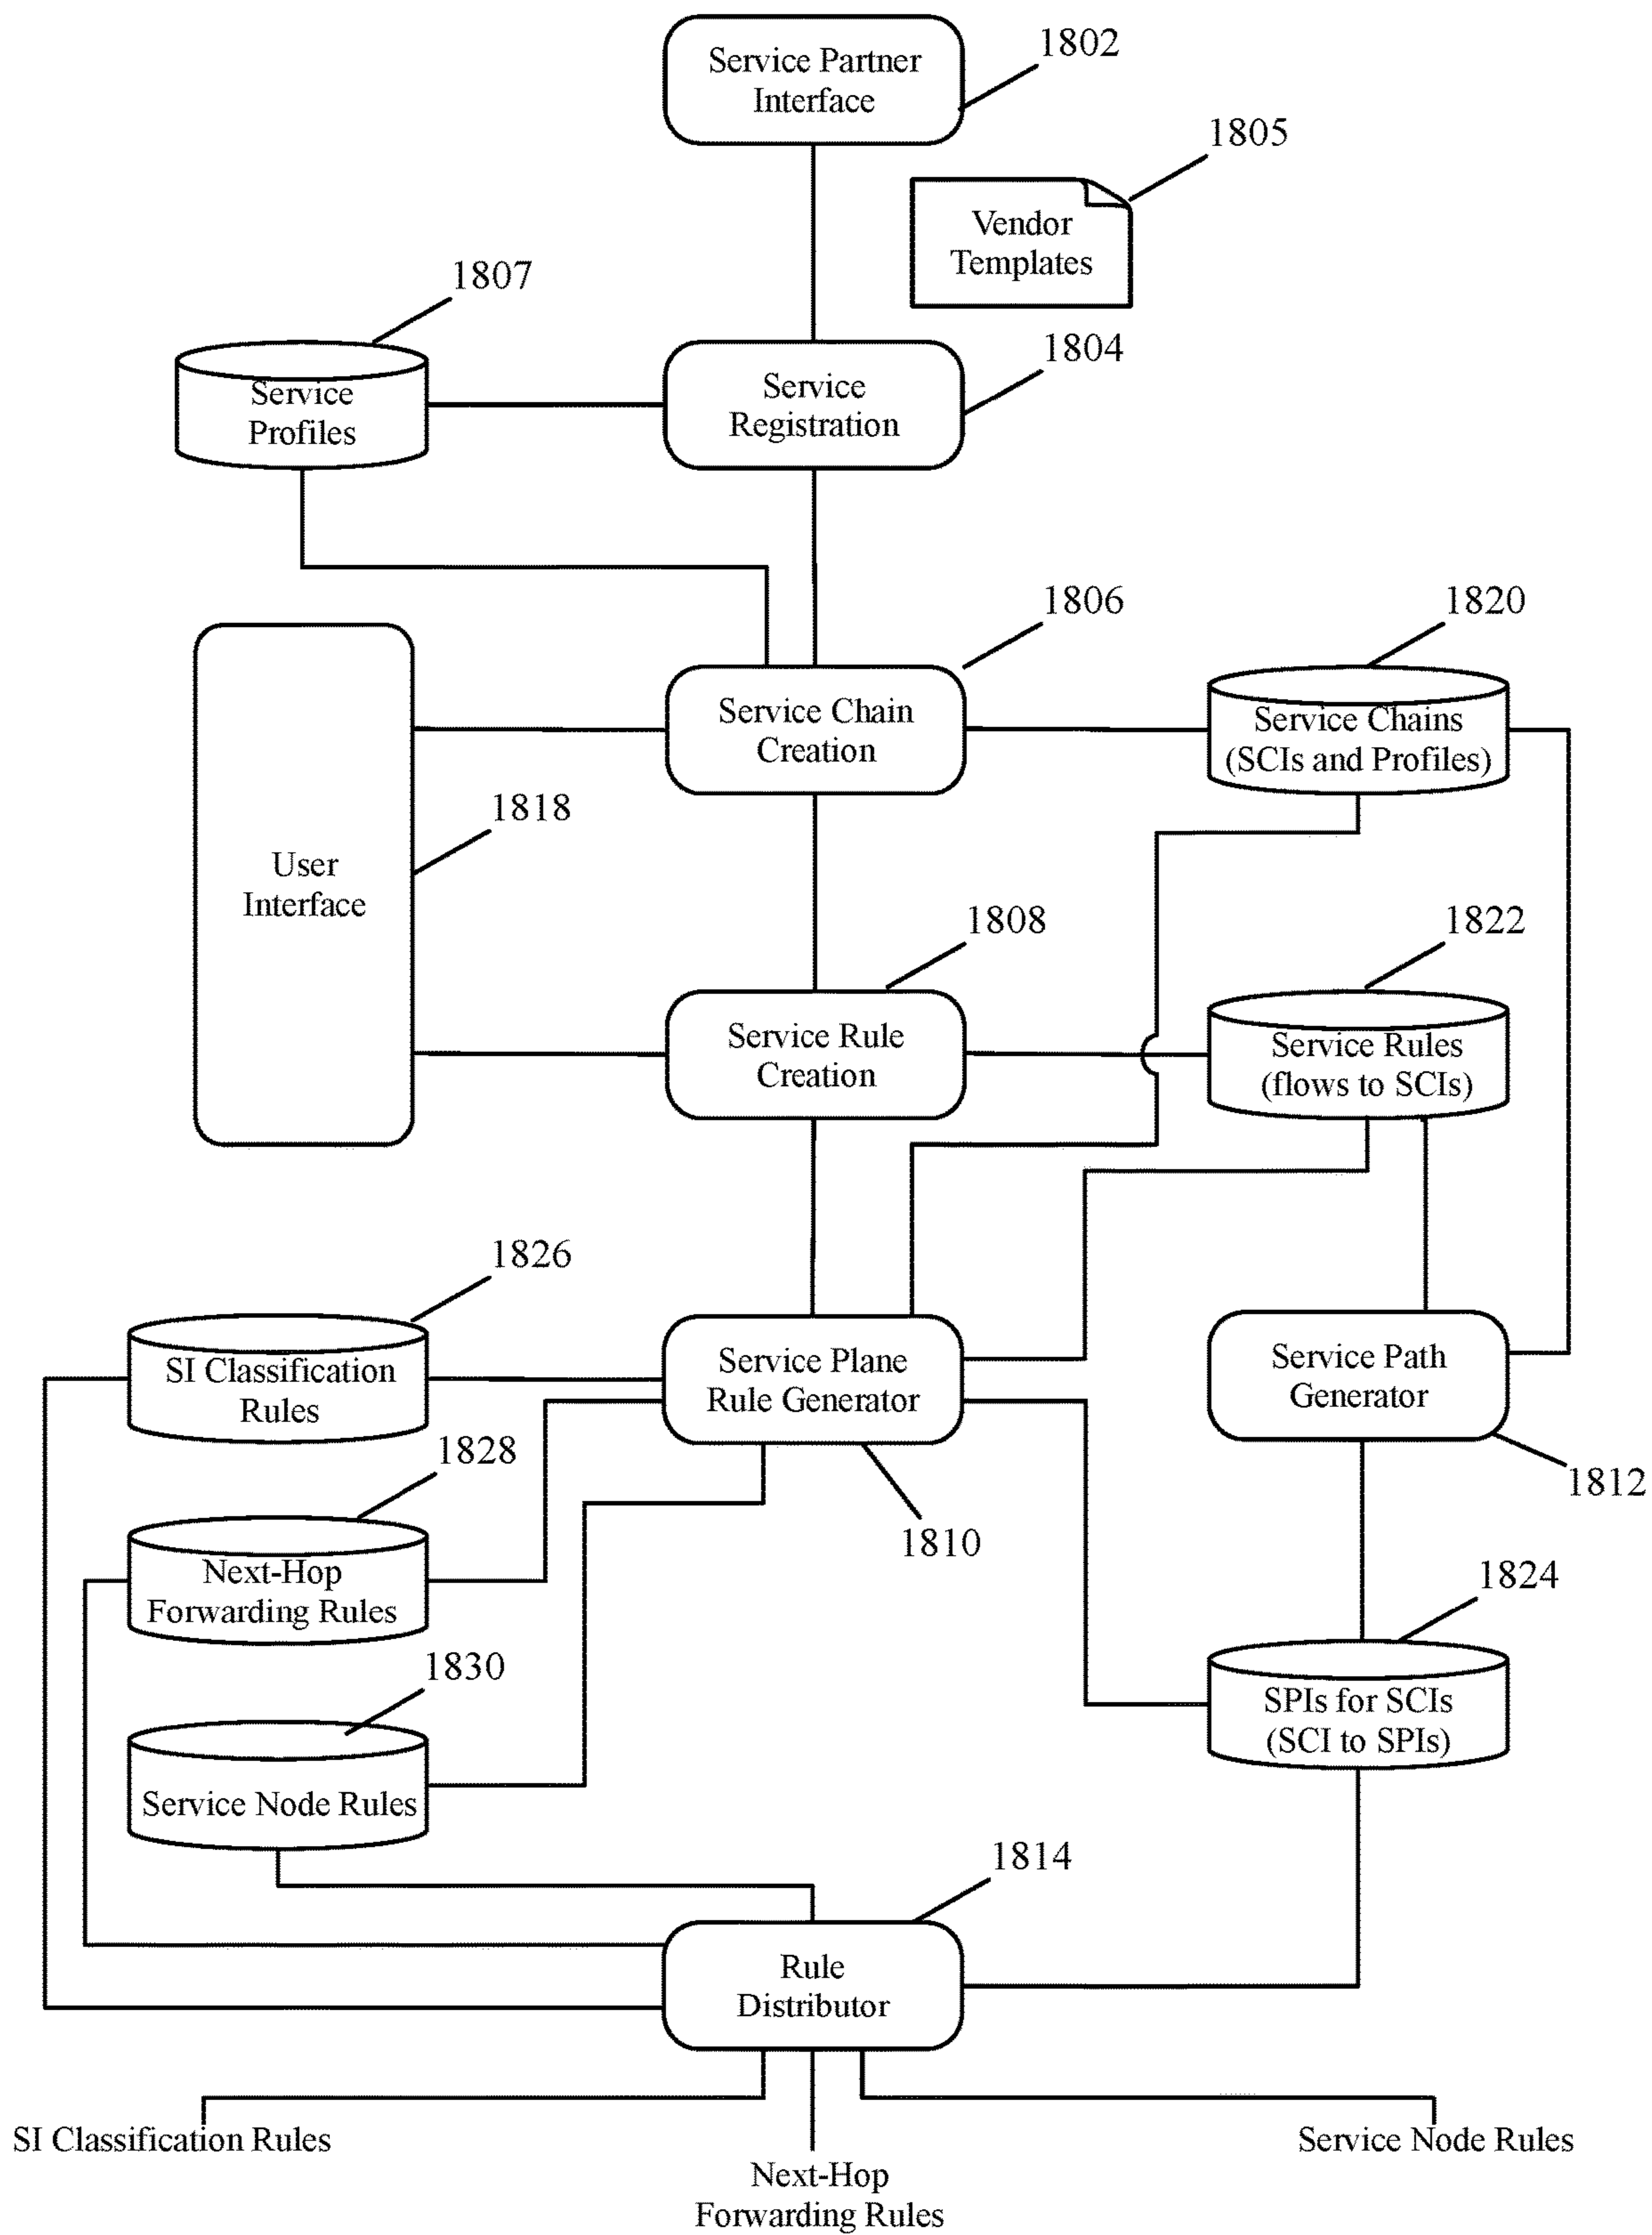 Service Partner
Interface
1802
1805
Vendor
Templates
1807
Service
Profiles
1804
Service
Registration
1806
1820
Service Chain
Creation
Service Chains
(SCIs and Profiles)
1818
User
Interface
1808
1822
Service Rule
Creation
Service Rules
(flows to SCIs)
1826
SI Classification
Rules
Service Plane
Rule Generator
Service Path
Generator
1828
1812
1810
Next-Hop
Forwarding Rules
1824
1830
SPIs for SCIs
(SCI to SPIs)
Service Node Rules
1814
Rule
Distributor
SI Classification Rules
Service Node Rules
Next-Hop
Forwarding Rules